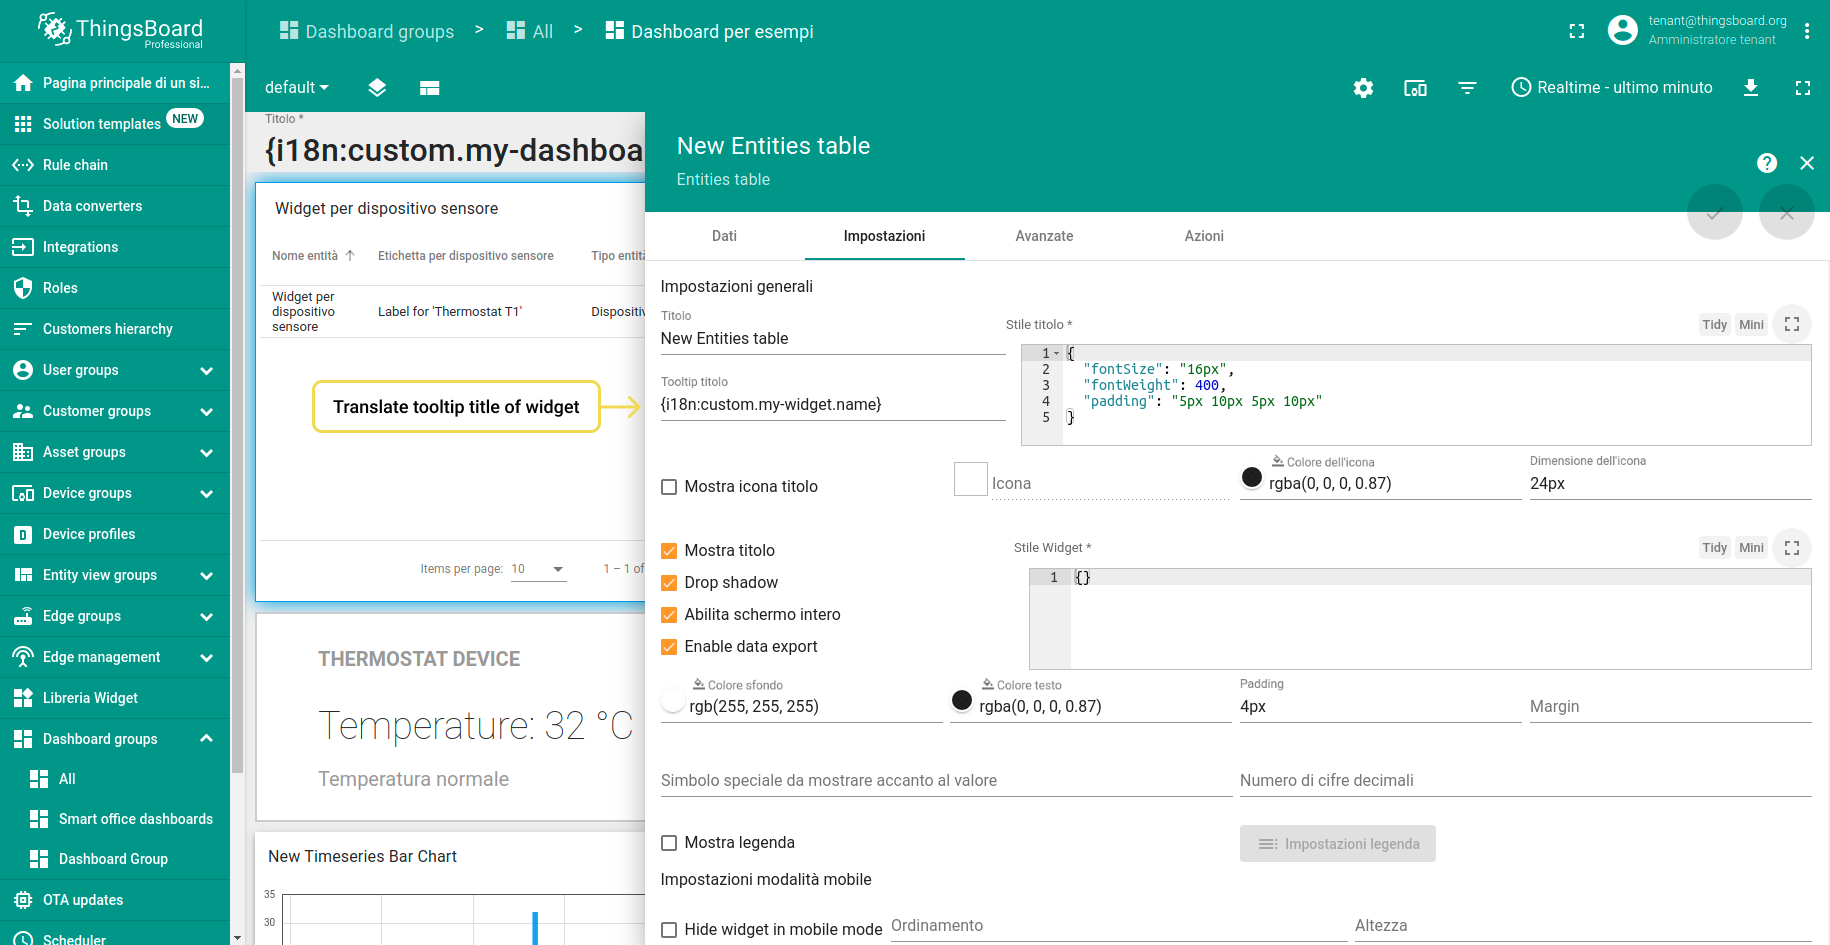 ThingsBoard
Professional
Dashboard groups > All > Dashboard per esempi
tenant@thingsboard.org
Amministratore tenant
Pagina principale di un si...
Solution templates NEW
Rule chain
Data converters
Integrations
Roles
Customers hierarchy
User groups
Customer groups
Asset groups
Device groups
Device profiles
Entity view groups
Edge groups
Edge management
Libreria Widget
Dashboard groups
All
Smart office dashboards
Dashboard Group
OTA updates
Scheduler
default
Realtime - ultimo minuto
Titolo *
{i18n:custom.my-dashboa
Widget per dispositivo sensore
Nome entità Etichetta per dispositivo sensore Tipo entità
Widget per
dispositivo
sensore
Label for 'Thermostat T1'
Dispositiv
Translate tooltip title of widget
Items per page: 10 1 – 1 of
THERMOSTAT DEVICE
Temperature: 32 °C
Temperatura normale
New Timeseries Bar Chart
35
30
New Entities table
Entities table
Dati Impostazioni Avanzate Azioni
Impostazioni generali
Titolo
New Entities table
Tooltip titolo
{i18n:custom.my-widget.name}
Stile titolo *
Tidy Mini
1 {
2 "fontSize": "16px",
3 "fontWeight": 400,
4 "padding": "5px 10px 5px 10px"
5 }
Mostra icona titolo
Icona
Colore dell'icona
rgba(0, 0, 0, 0.87)
Dimensione dell'icona
24px
Mostra titolo
Drop shadow
Abilita schermo intero
Enable data export
Stile Widget *
Tidy Mini
1 {}
Colore sfondo
rgb(255, 255, 255)
Colore testo
rgba(0, 0, 0, 0.87)
Padding
4px
Margin
Simbolo speciale da mostrare accanto al valore
Numero di cifre decimali
Mostra legenda
Impostazioni legenda
Impostazioni modalità mobile
Hide widget in mobile mode
Ordinamento
Altezza